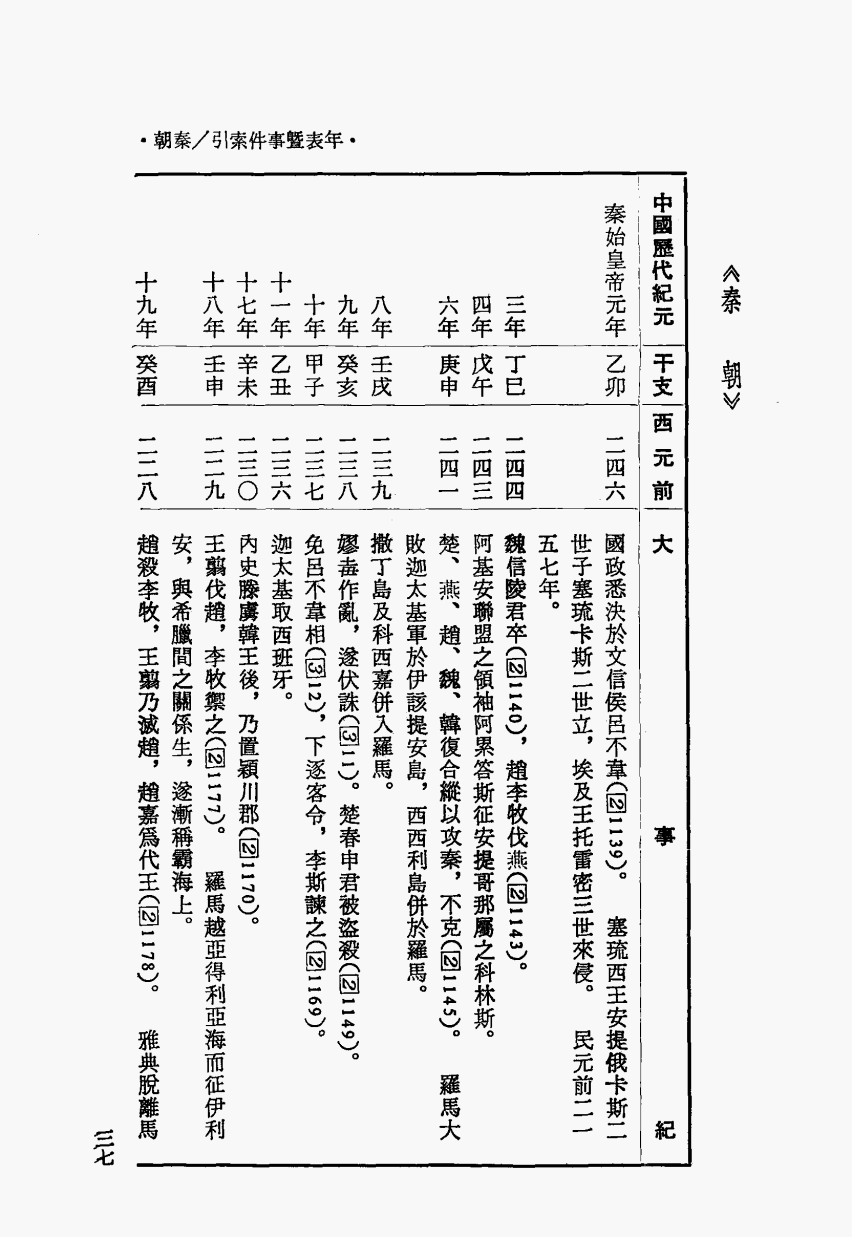 ・年表暨事件索引／秦朝・
《秦　朝》
中國歷代紀元　干支　西元前　大事紀
秦始皇帝元年　乙卯　二四六　國政悉決於文信侯呂不韋(②1139)。　塞琉西王安提俄卡斯二
世子塞琉卡斯二世立，埃及王托雷密三世來侵。　民元前二一
五七年。
三年　丁巳　二四四　魏信陵君卒(②1140)，趙李牧伐燕(②1143)。
四年　戊午　二四三　阿基安聯盟之領袖阿累答斯征安提哥那屬之科林斯。
六年　庚申　二四一　楚、燕、趙、魏、韓復合縱以攻秦，不克(②1145)。　羅馬大
敗迦太基軍於伊該提安島，西西利島併於羅馬。
八年　壬戌　二三九　撒丁島及科西嘉併入羅馬。
九年　癸亥　二三八　嫪毐作亂，遂伏誅(③11)。楚春申君被盜殺(②1149)。
十年　甲子　二三七　免呂不韋相(③12)，下逐客令，李斯諫之(②1169)。
十一年　乙丑　二三六　迦太基取西班牙。
十七年　辛未　二三〇　內史滕虜韓王後，乃置穎川郡(②1170)。
十八年　壬申　二二九　王翦伐趙，李牧禦之(②1177)。　羅馬越亞得利亞海而征伊利
安，與希臘間之關係生，遂漸稱霸海上。
十九年　癸酉　二二八　趙殺李牧，王翦乃滅趙，趙嘉爲代王(②1178)。　雅典脫離馬
三七